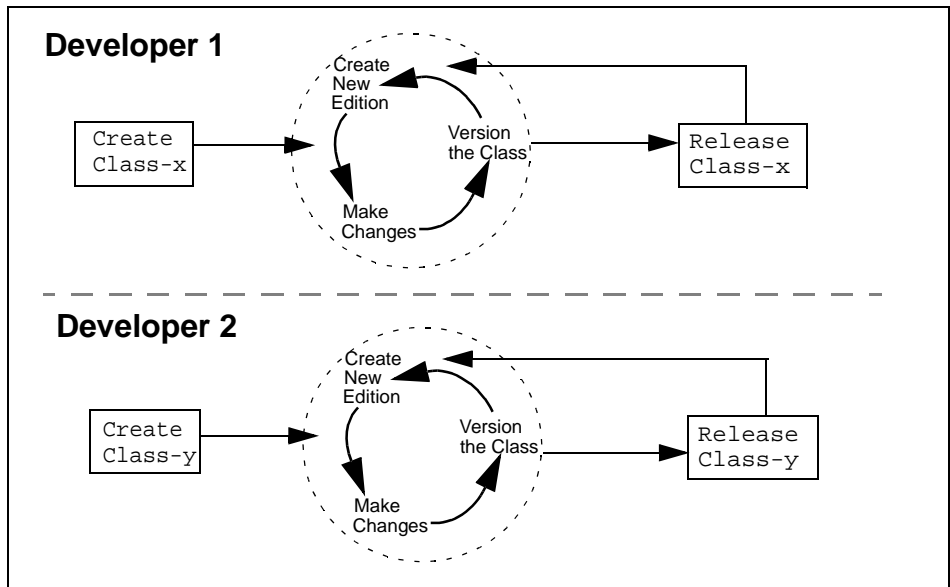 Developer 1
Create
New
Edition
Version
the Class
Make
Changes
Create
Class-x
Release
Class-x
Developer 2
Create
New
Edition
Version
the Class
Make
Changes
Create
Class-y
Release
Class-y